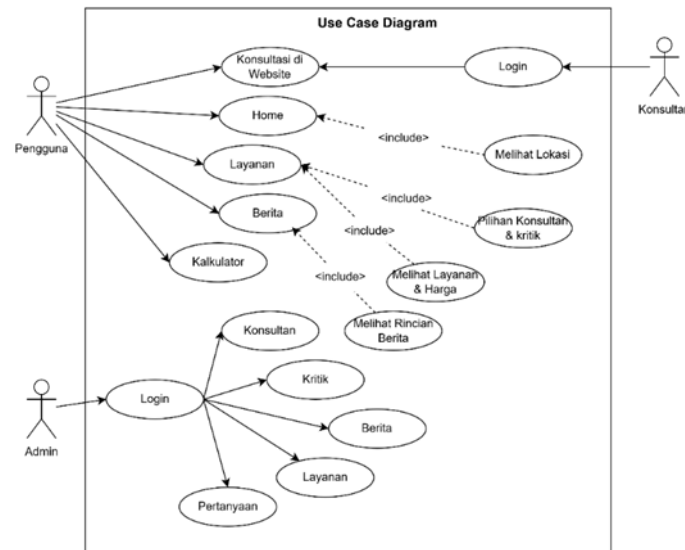 Use Case Diagram
Konsultasi di
Website
Login
Konsultan
Pengguna
Home
<include>
Melihat Lokasi
Layanan
<include>
Pilihan Konsultan
& kritik
Berita
<include>
Kalkulator
<include>
Melihat Layanan
& Harga
Melihat Rincian
Berita
Konsultan
Kritik
Login
Admin
Berita
Layanan
Pertanyaan